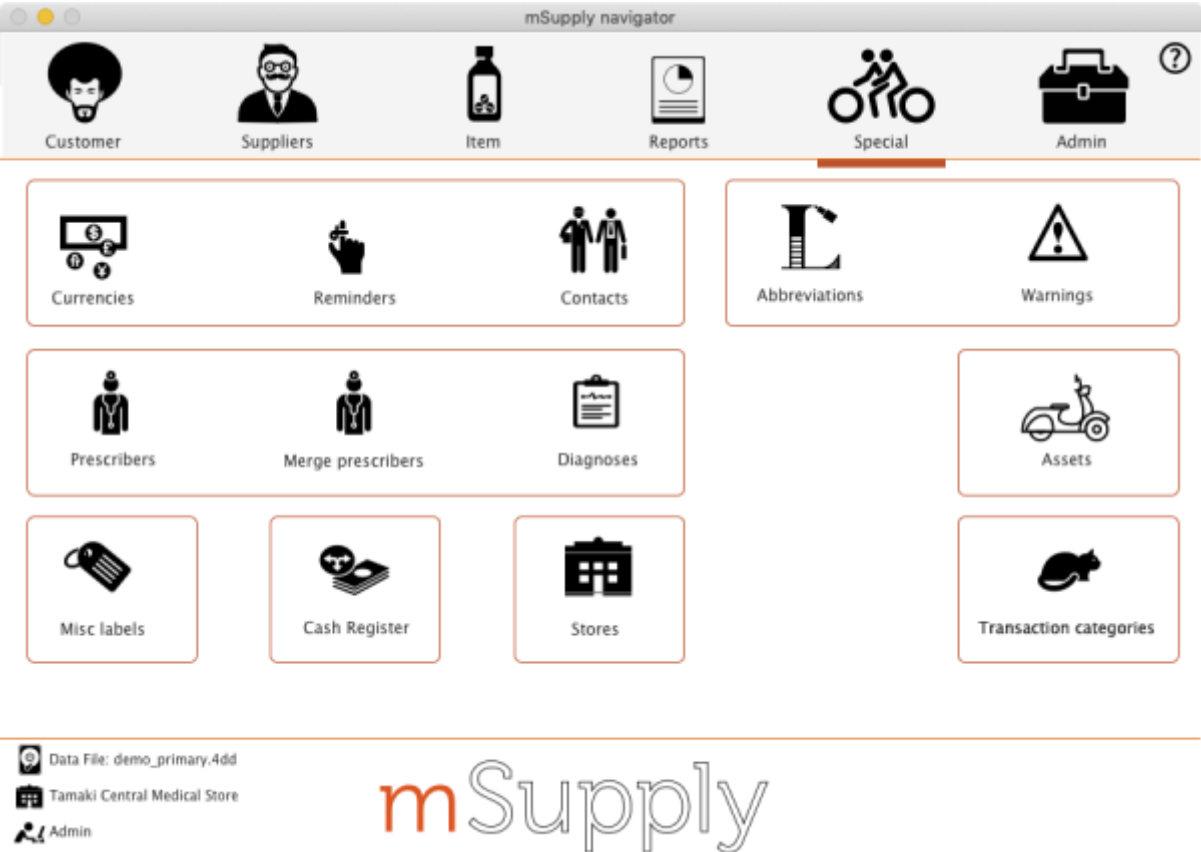 mSupply navigator
?
Customer
Suppliers
Item
Reports
Special
Admin
$
£
¥
Currencies
Reminders
Contacts
Abbreviations
Warnings
Prescribers
Merge prescribers
Diagnoses
Assets
Misc labels
Cash Register
Stores
Transaction categories
Data File: demo_primary.4dd
Tamaki Central Medical Store
Admin
mSupply